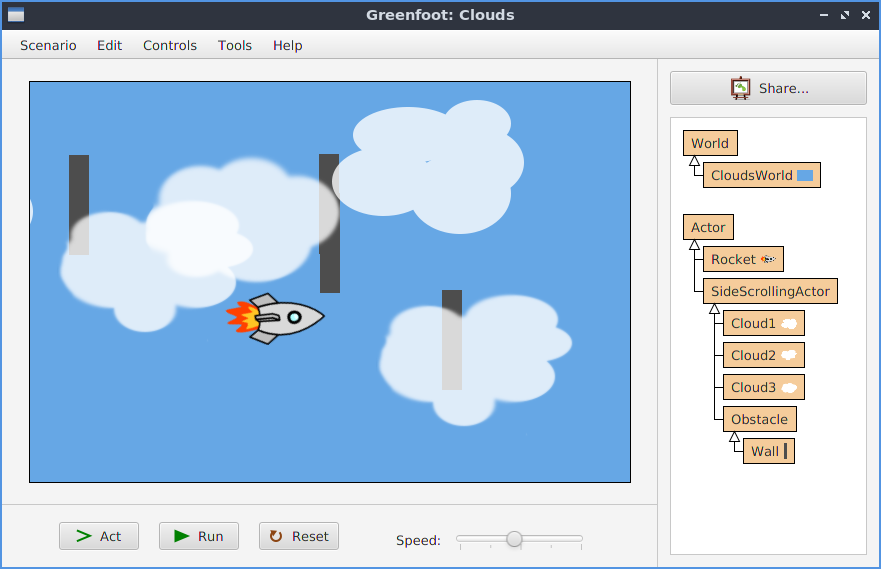 Greenfoot: Clouds
Scenario Edit Controls Tools Help
Share...
World
CloudsWorld
Actor
Rocket
SideScrollingActor
Cloud1
Cloud2
Cloud3
Obstacle
Wall
Act Run Reset Speed: